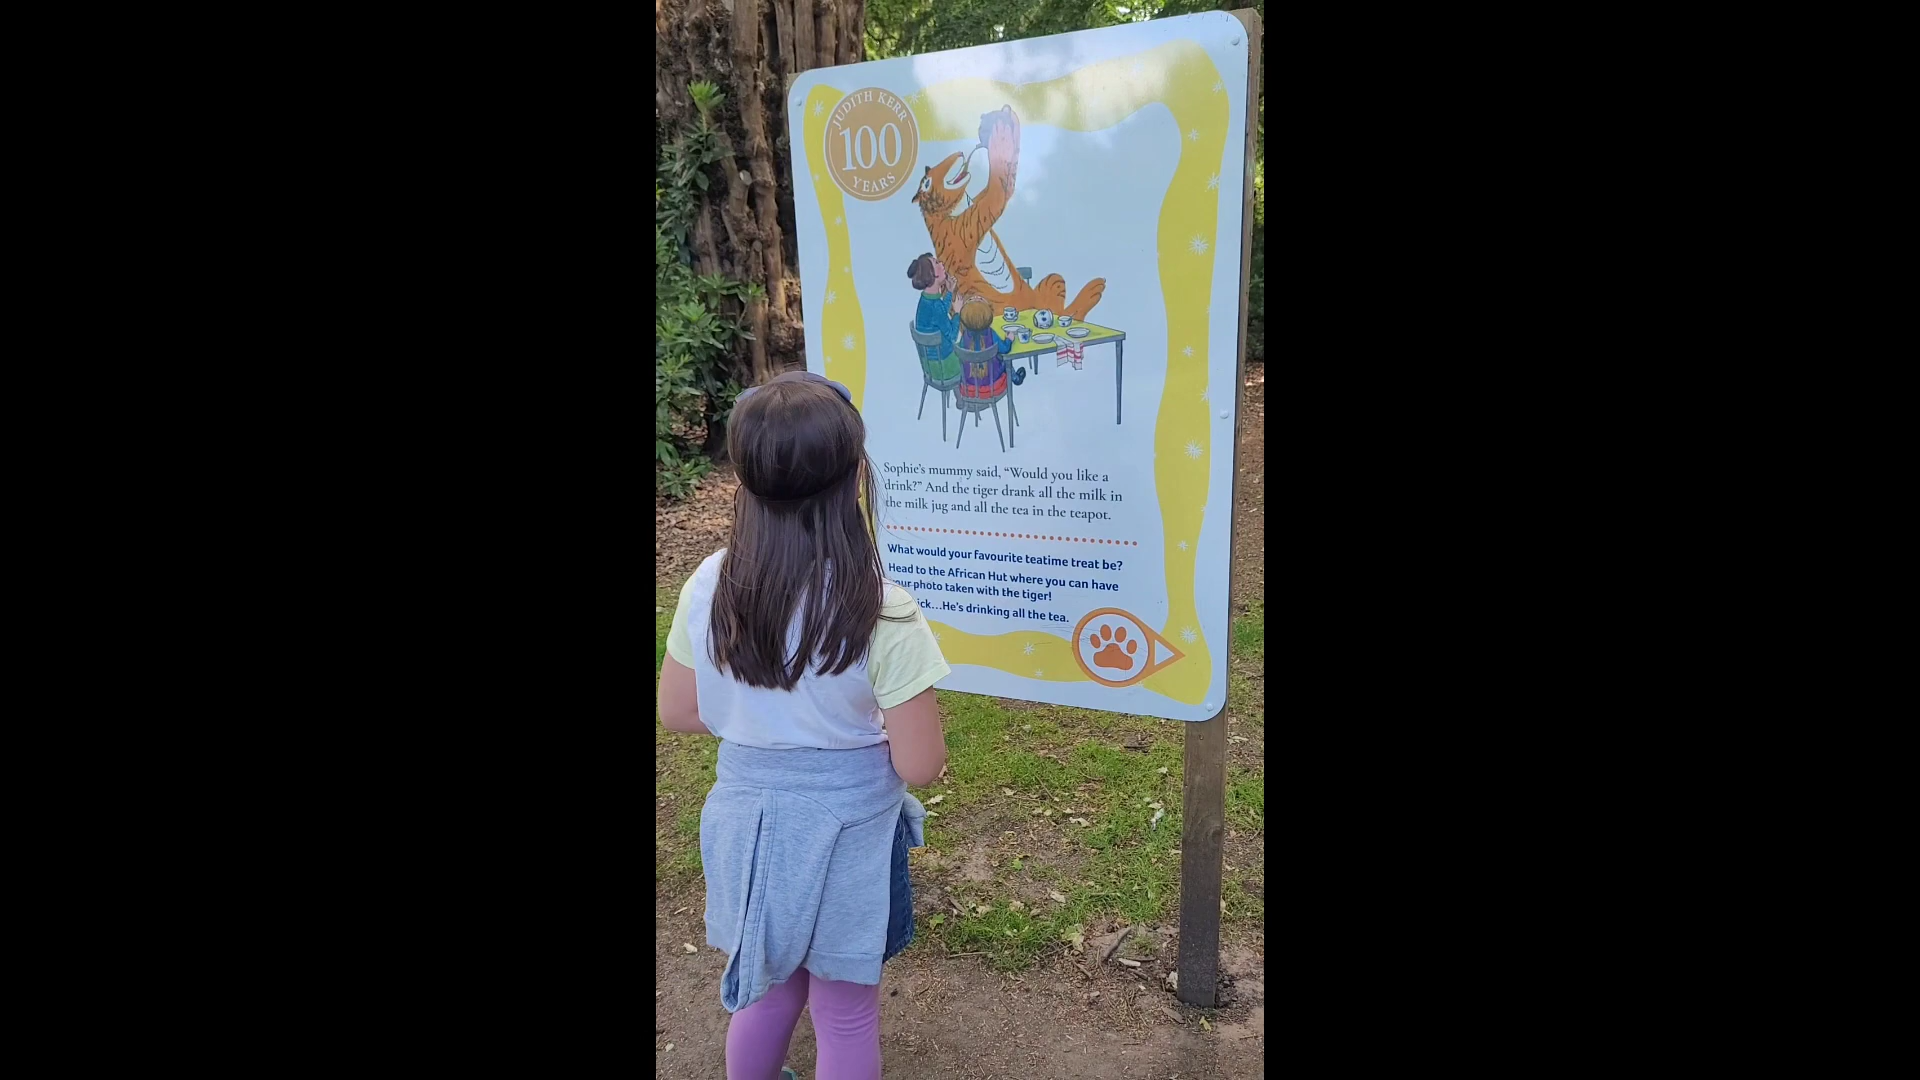 JUDITH KERR
100
YEARS
Sophie's mummy said, “Would you like a
drink?” And the tiger drank all the milk in
the milk jug and all the tea in the teapot.
What would your favourite teatime treat be?
Head to the African Hut where you can have
photo taken with the tiger!
He's drinking all the tea.